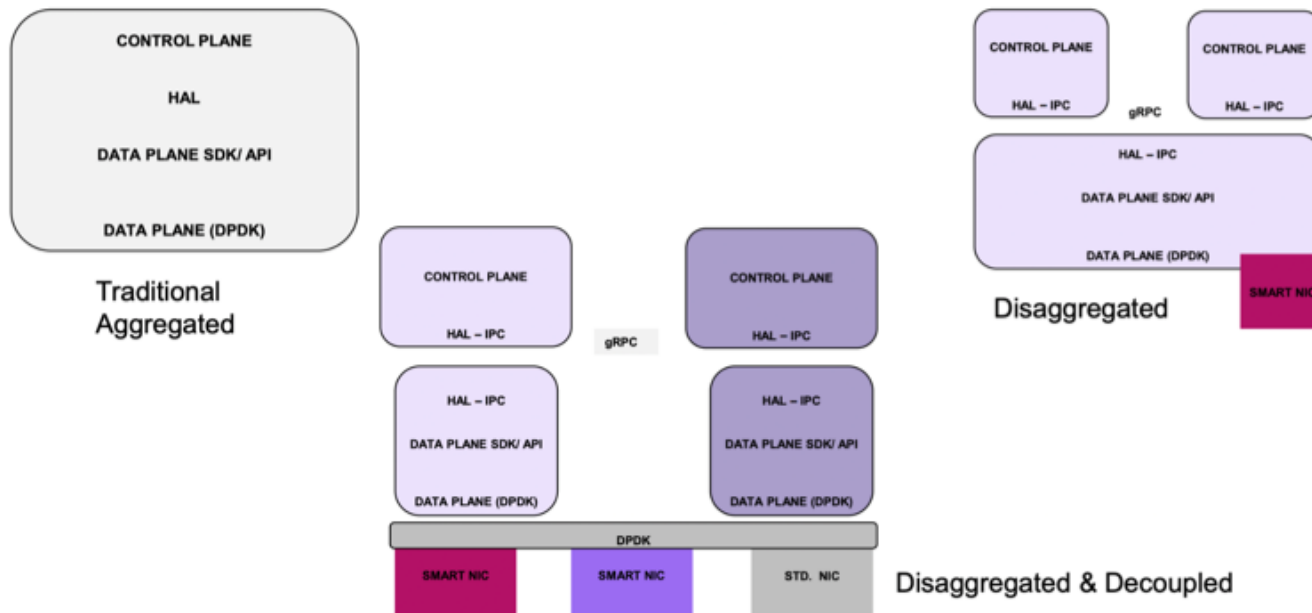 CONTROL PLANE
HAL
DATA PLANE SDK/ API
DATA PLANE (DPDK)
Traditional
Aggregated
CONTROL PLANE
HAL – IPC
gRPC
CONTROL PLANE
HAL – IPC
HAL – IPC
DATA PLANE SDK/ API
DATA PLANE (DPDK)
HAL – IPC
DATA PLANE SDK/ API
DATA PLANE (DPDK)
DPDK
SMART NIC
SMART NIC
STD. NIC
Disaggregated & Decoupled
CONTROL PLANE
HAL – IPC
gRPC
CONTROL PLANE
HAL – IPC
HAL – IPC
DATA PLANE SDK/ API
DATA PLANE (DPDK)
SMART NIC
Disaggregated